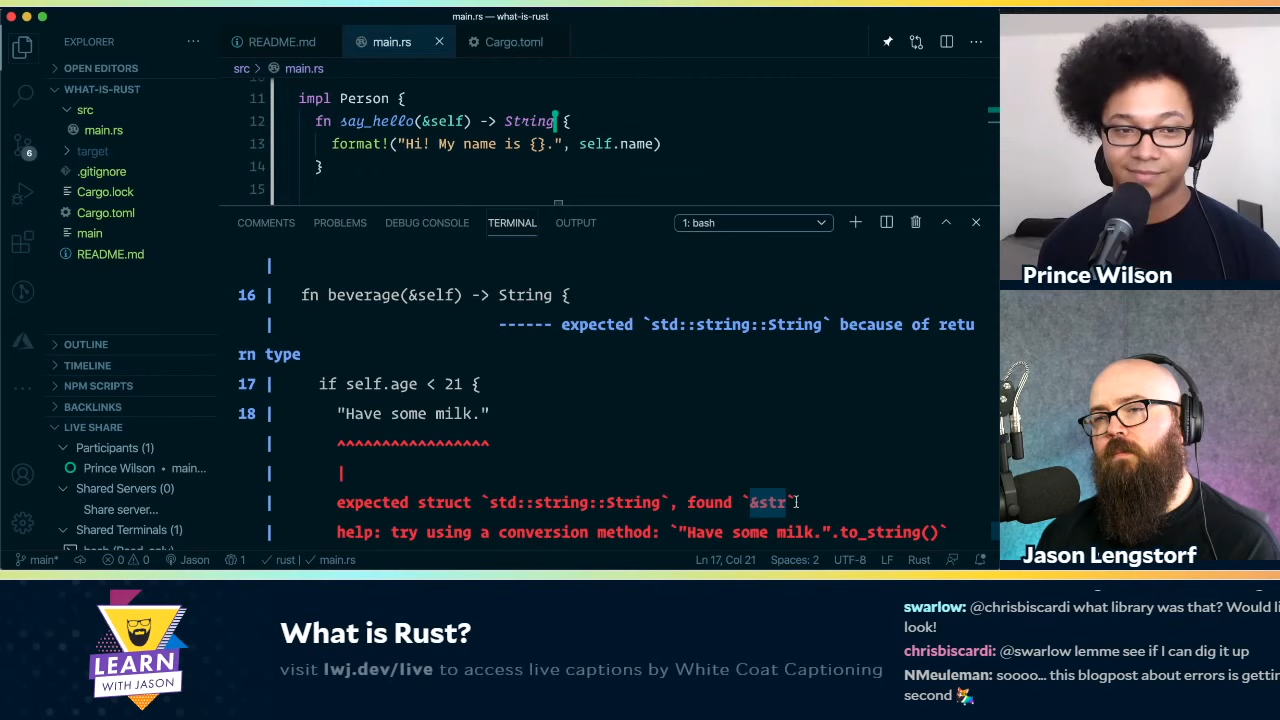 main.rs — what-is-rust
EXPLORER
README.md
main.rs
Cargo.toml
OPEN EDITORS
WHAT-IS-RUST
src
main.rs
target
.gitignore
Cargo.lock
Cargo.toml
main
README.md
OUTLINE
TIMELINE
NPM SCRIPTS
BACKLINKS
LIVE SHARE
Participants (1)
Prince Wilson • main...
Shared Servers (0)
Share server...
Shared Terminals (1)
6
src > main.rs
11 impl Person {
12 fn say_hello(&self) -> String {
13 format!("Hi! My name is {}.", self.name)
14 }
15
COMMENTS PROBLEMS DEBUG CONSOLE TERMINAL OUTPUT
1: bash
|
16 | fn beverage(&self) -> String {
| ------ expected `std::string::String` because of retu
rn type
17 | if self.age < 21 {
18 | "Have some milk."
| ^^^^^^^^^^^^^^^^^
| |
| expected struct `std::string::String`, found `&str`
| help: try using a conversion method: `"Have some milk.".to_string()`
main* 0 0 Jason 1 rust | main.rs
Ln 17, Col 21 Spaces: 2 UTF-8 LF Rust
Prince Wilson
Jason Lengstorf
LEARN
WITH JASON
What is Rust?
visit lwj.dev/live to access live captions by White Coat Captioning
swarlow: @chrisbiscardi what library was that? Would li
look!
chrisbiscardi: @swarlow lemme see if I can dig it up
NMeuleman: soooo... this blogpost about errors is getti
second